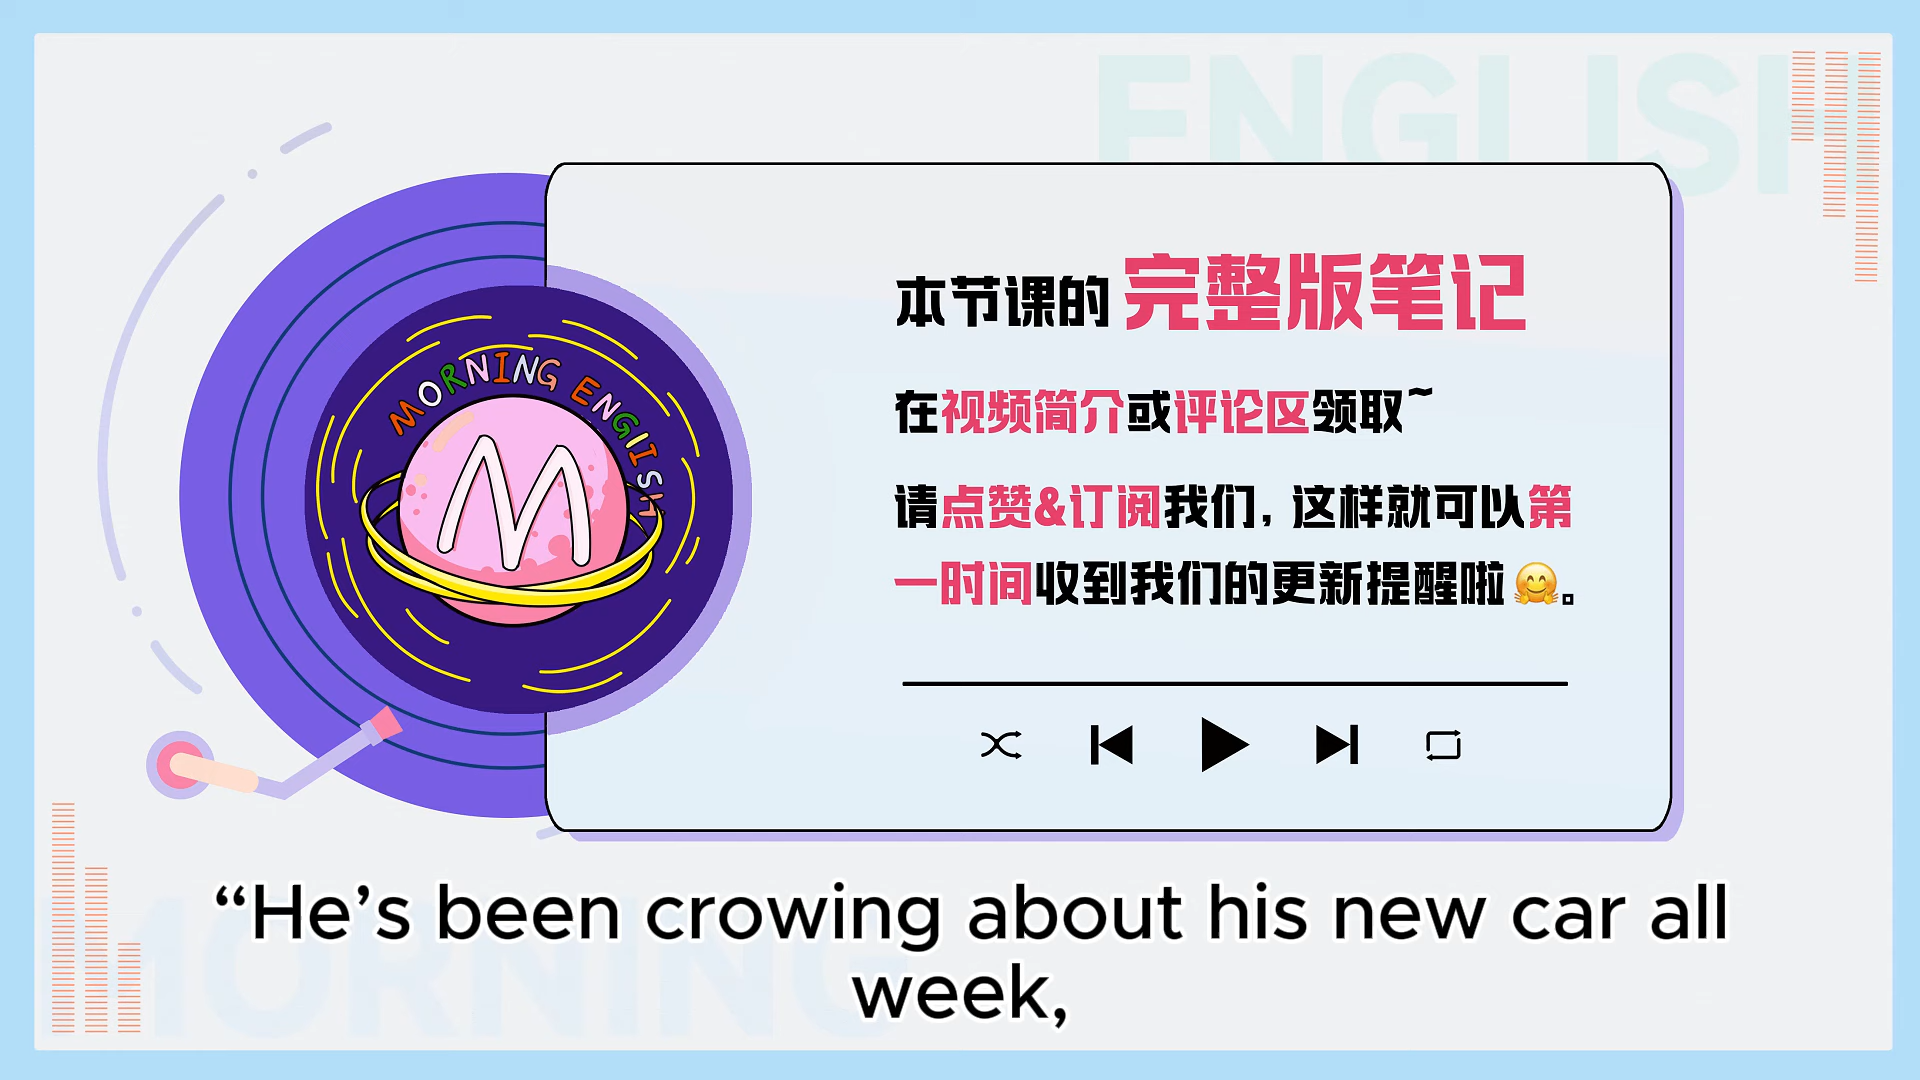 ENGLISH
本节课的 完整版笔记
在视频简介或评论区领取~
请点赞&订阅我们，这样就可以第
一时间收到我们的更新提醒啦🤗。
MORNING ENGLISH
M
MORNING
“He’s been crowing about his new car all
week,